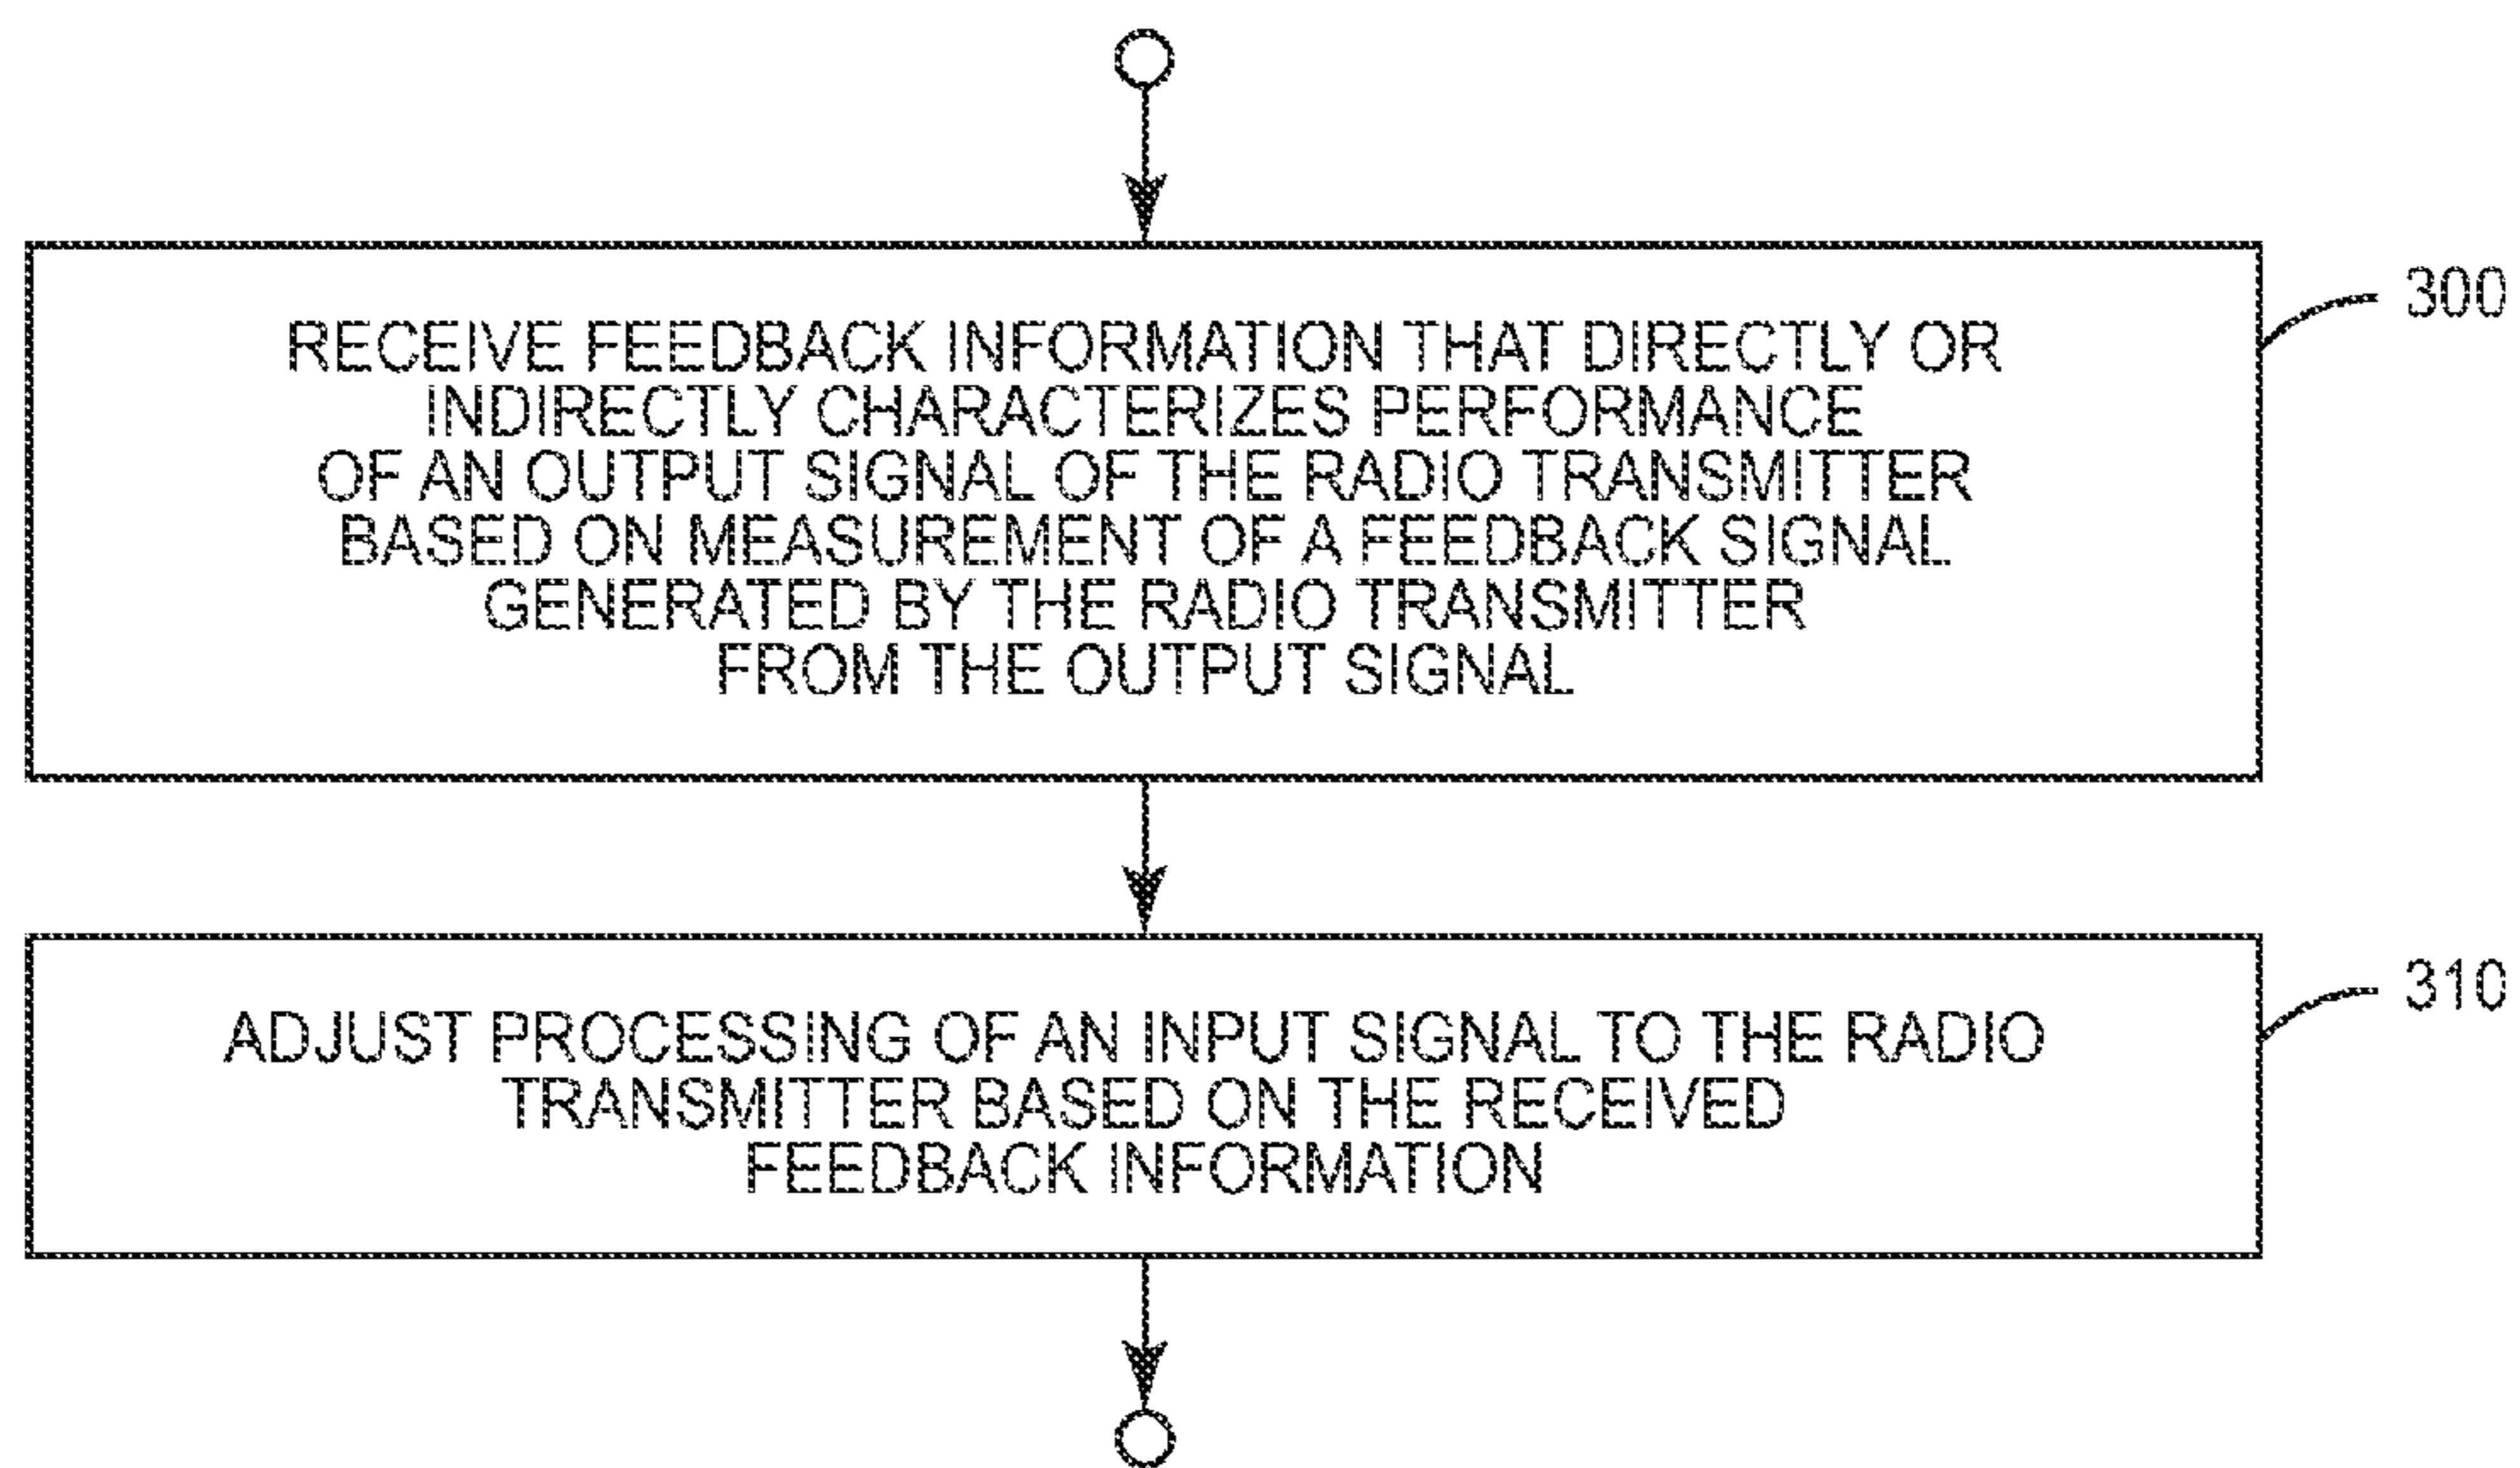 300
RECEIVE FEEDBACK INFORMATION THAT DIRECTLY OR
INDIRECTLY CHARACTERIZES PERFORMANCE
OF AN OUTPUT SIGNAL OF THE RADIO TRANSMITTER
BASED ON MEASUREMENT OF A FEEDBACK SIGNAL
GENERATED BY THE RADIO TRANSMITTER
FROM THE OUTPUT SIGNAL
310
ADJUST PROCESSING OF AN INPUT SIGNAL TO THE RADIO
TRANSMITTER BASED ON THE RECEIVED
FEEDBACK INFORMATION